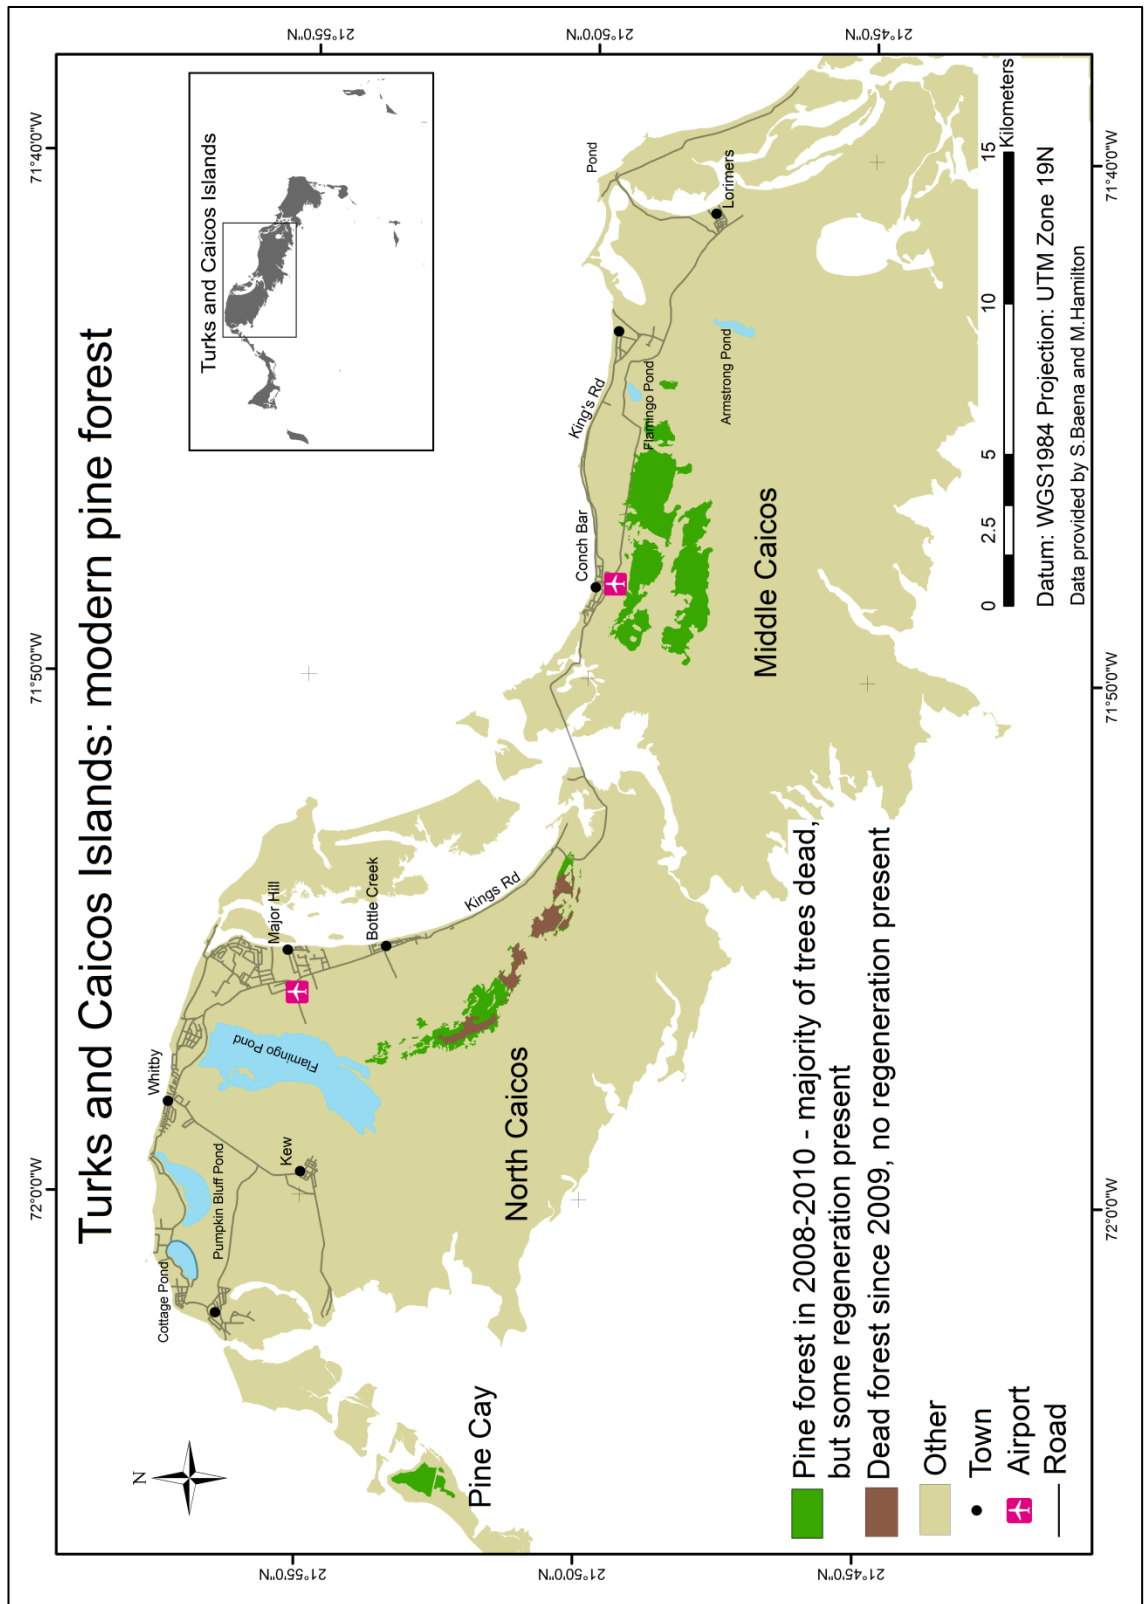 Turks and Caicos Islands: modern pine forest
72°0'0"W
71°50'0"W
71°40'0"W
21°55'0"N
21°50'0"N
21°45'0"N
N
Turks and Caicos Islands
Cottage Pond
Pumpkin Bluff Pond
Whitby
Kew
Flamingo Pond
Major Hill
Bottle Creek
Kings Rd
North Caicos
Pine Cay
Conch Bar
King's Rd
Flamingo Pond
Armstrong Pond
Pond
Lorimers
Middle Caicos
Pine forest in 2008-2010 - majority of trees dead,
but some regeneration present
Dead forest since 2009, no regeneration present
Other
Town
Airport
Road
0 2.5 5 10 15
Kilometers
Datum: WGS1984 Projection: UTM Zone 19N
Data provided by S.Baena and M.Hamilton
21°55'0"N
21°50'0"N
21°45'0"N
72°0'0"W
71°50'0"W
71°40'0"W